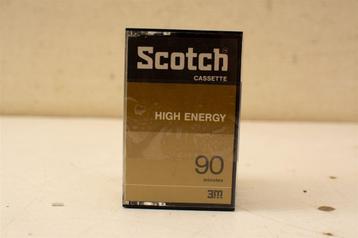 Scotch
CASSETTE
HIGH ENERGY
90
minutes
3M